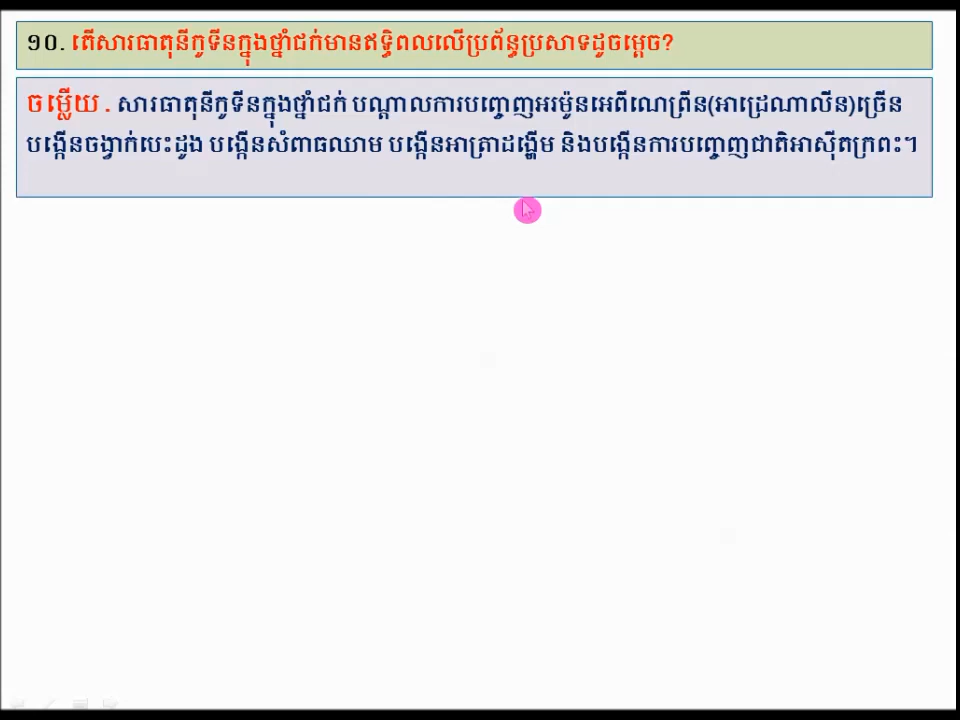 ១០. តើសារធាតុនីកូទីនក្នុងថ្នាំជក់មានឥទ្ធិពលលើប្រព័ន្ធប្រសាទដូចម្ដេច?
ចម្លើយ . សារធាតុនីកូទីនក្នុងថ្នាំជក់ បណ្ដាលការបញ្ចេញអរម៉ូនអេពីណេព្រីន(អាដ្រេណាលីន)ច្រើន
បង្កើនចង្វាក់បេះដូង បង្កើនសំពាធឈាម បង្កើនអាត្រាដង្ហើម និងបង្កើនការបញ្ចេញជាតិអាស៊ីតក្រពះ។